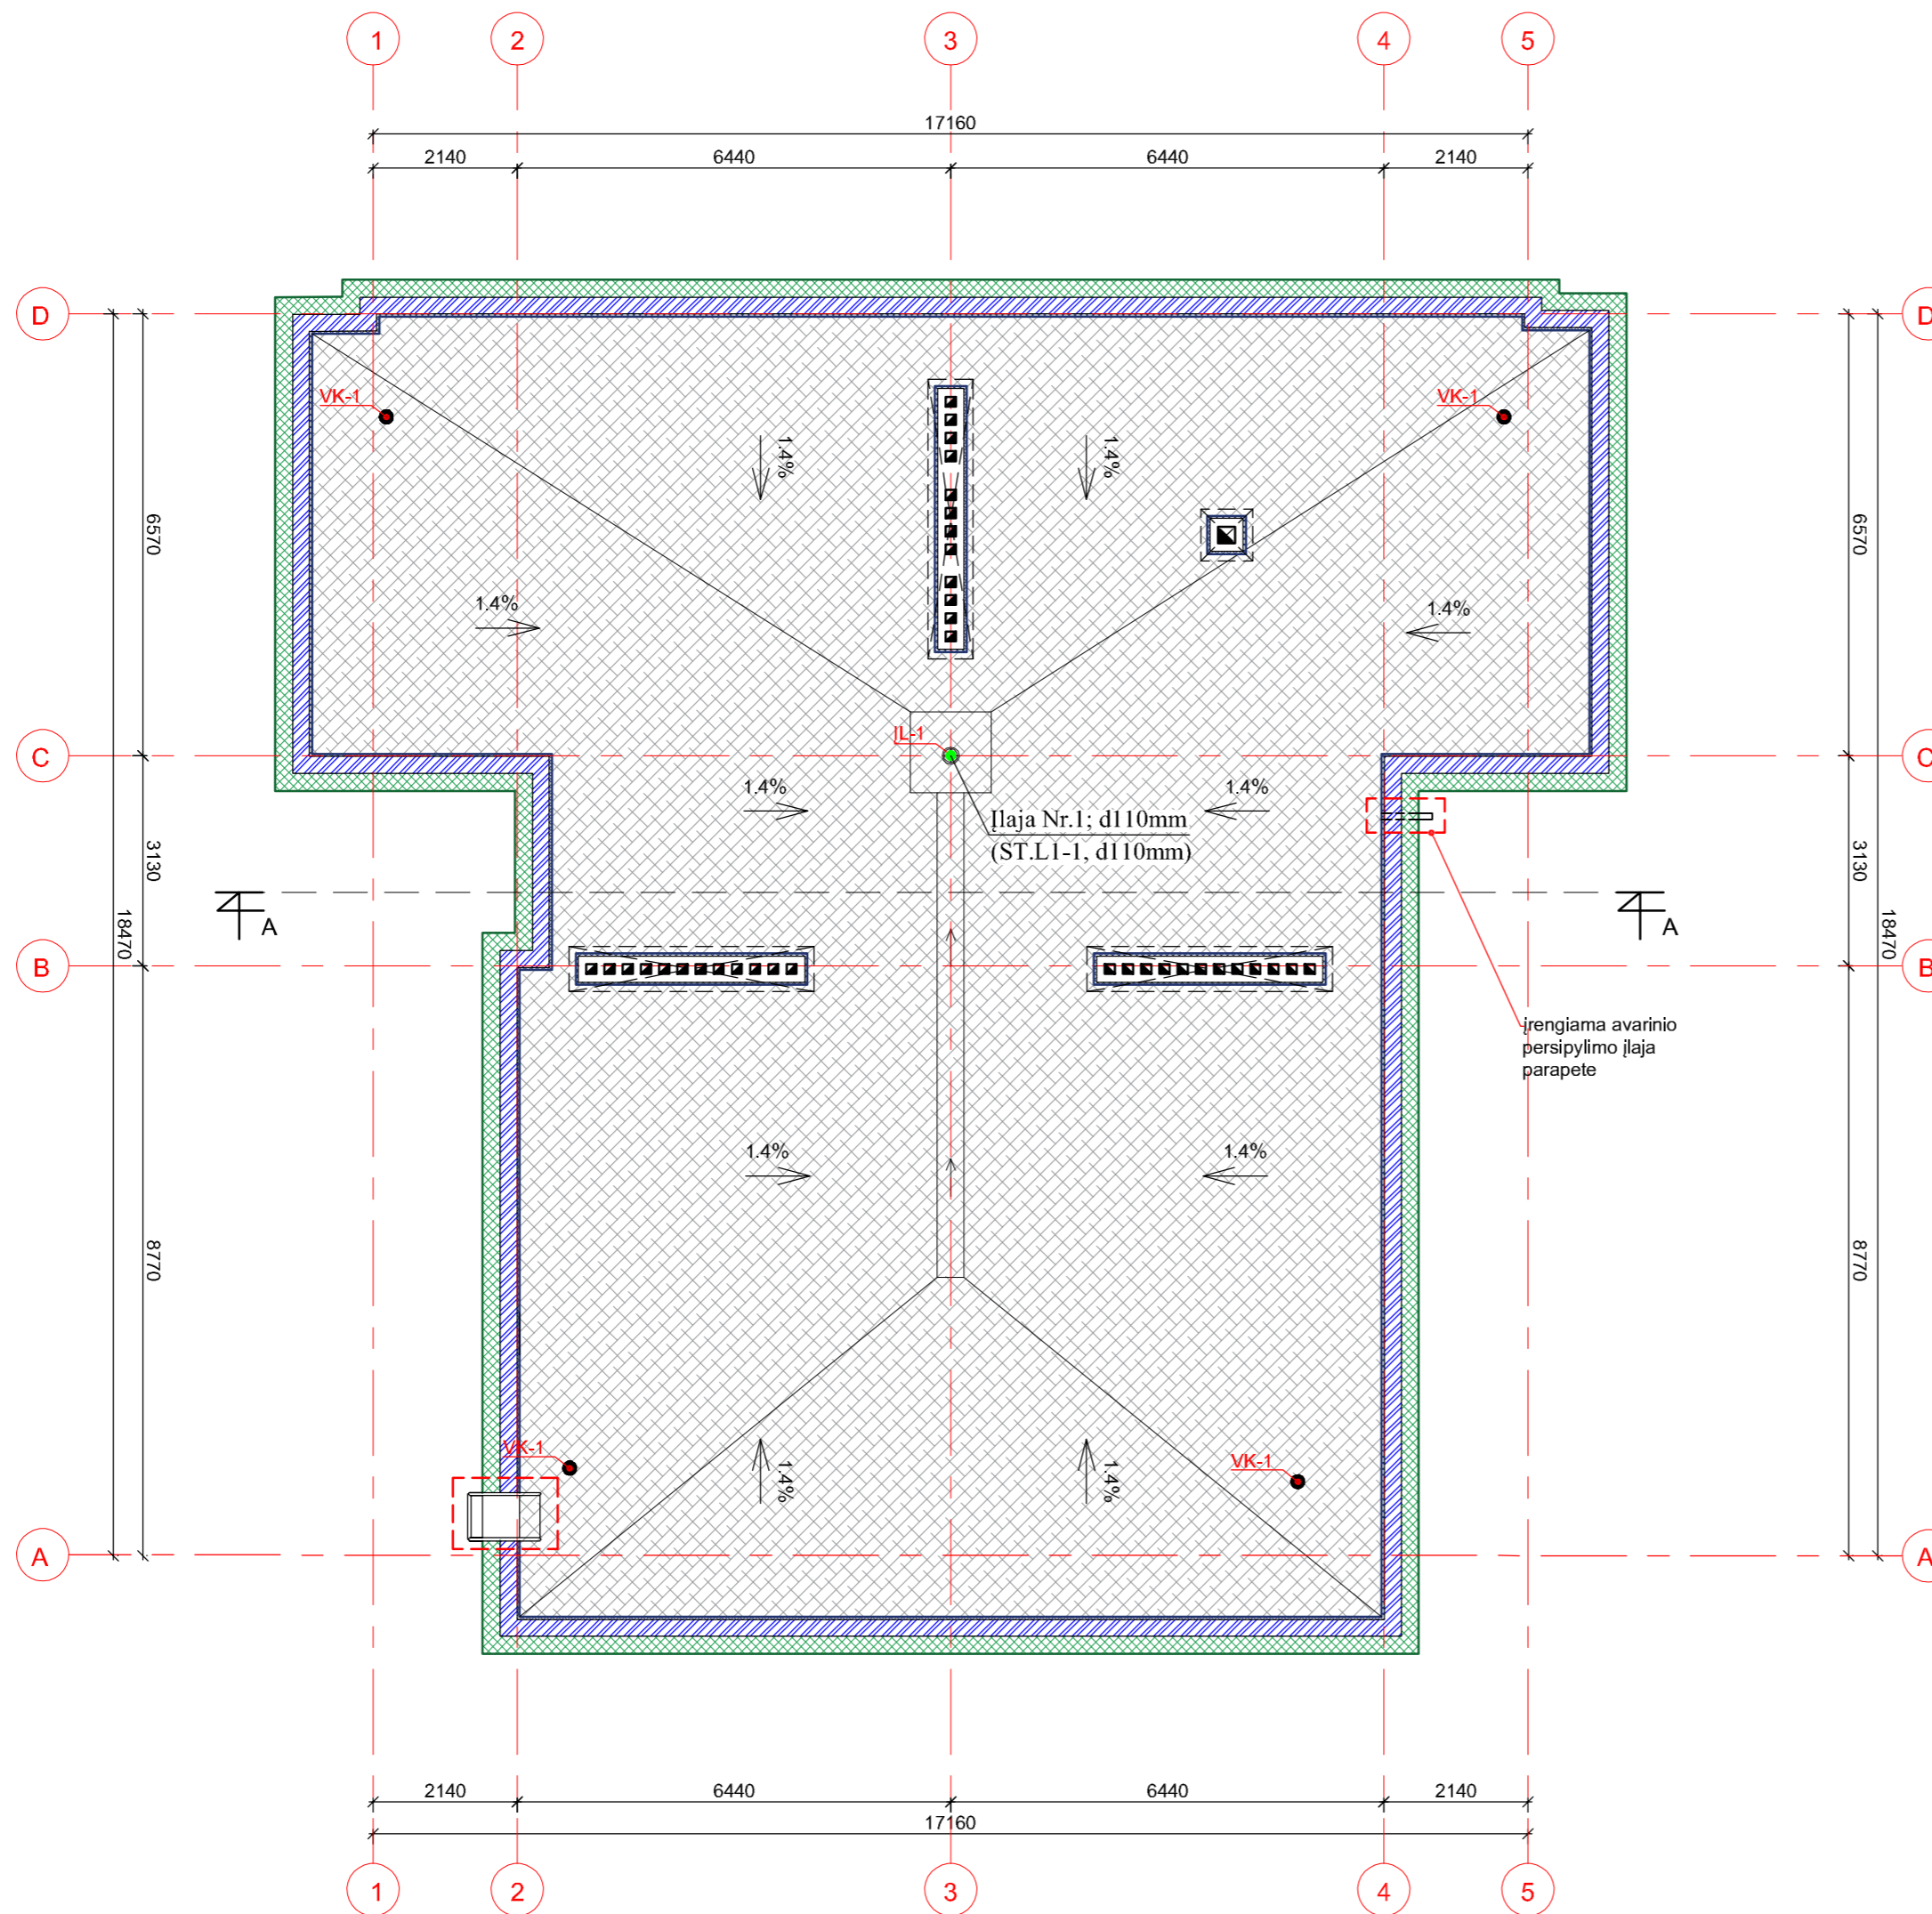 1 2 3 4 5
17160
2140 6440 6440 2140
D D
VK-1 VK-1
1.4% 1.4%
6570 6570
1.4% 1.4%
C C
ĮL-1
1.4% 1.4%
Įlaja Nr.1; d110mm
(ST.L1-1, d110mm)
3130 3130
18470 18470
A A
B B
įrengiama avarinio
persipylimo įlaja
parapete
1.4% 1.4%
8770 8770
VK-1 VK-1
1.4% 1.4%
A A
2140 6440 6440 2140
17160
1 2 3 4 5